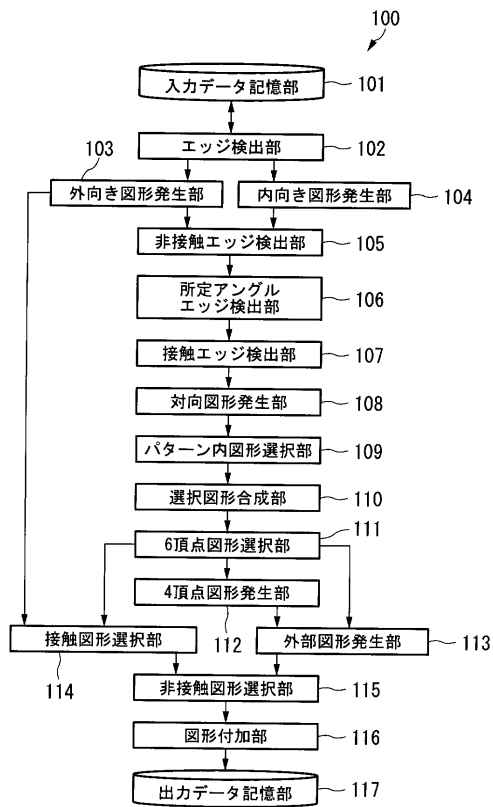 100
入力データ記憶部
101
エッジ検出部
102
103
外向き図形発生部
内向き図形発生部
104
非接触エッジ検出部
105
所定アングル
エッジ検出部
106
接触エッジ検出部
107
対向図形発生部
108
パターン内図形選択部
109
選択図形合成部
110
6頂点図形選択部
111
4頂点図形発生部
112
接触図形選択部
114
外部図形発生部
113
非接触図形選択部
115
図形付加部
116
出力データ記憶部
117